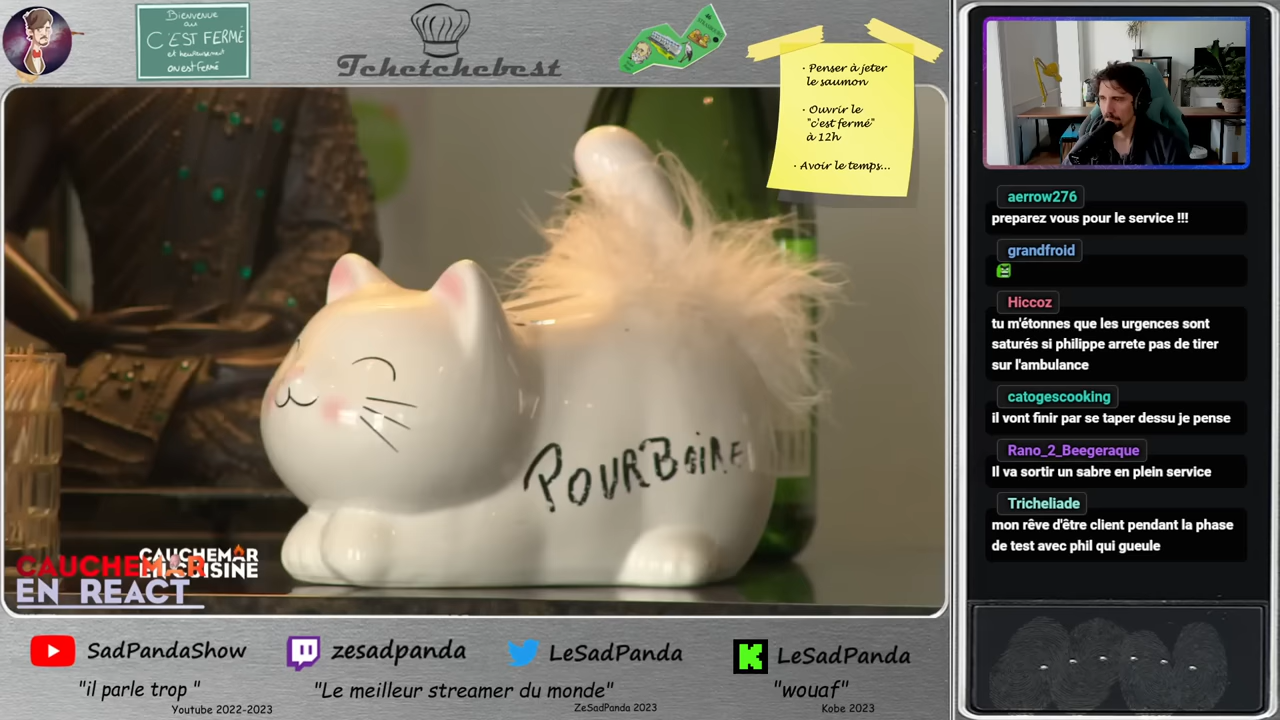 BIENVENUE
au
C'EST FERMÉ
et heureusement
on est fermé
Tchetchebest
· Penser à jeter
le saumon
· Ouvrir le
"c'est fermé"
à 12h
· Avoir le temps...
POURBOIRE
CAUCHEMAR
EN CUISINE
CAUCHEMAR
EN REACT
aerrow276
preparez vous pour le service !!!
grandfroid
Hiccoz
tu m'étonnes que les urgences sont
saturés si philippe arrete pas de tirer
sur l'ambulance
catogescooking
il vont finir par se taper dessu je pense
Rano_2_Beegeraque
Il va sortir un sabre en plein service
Tricheliade
mon rêve d'être client pendant la phase
de test avec phil qui gueule
SadPandaShow
"il parle trop "
Youtube 2022-2023
zesadpanda
"Le meilleur streamer du monde"
ZeSadPanda 2023
LeSadPanda
LeSadPanda
"wouaf"
Kobe 2023